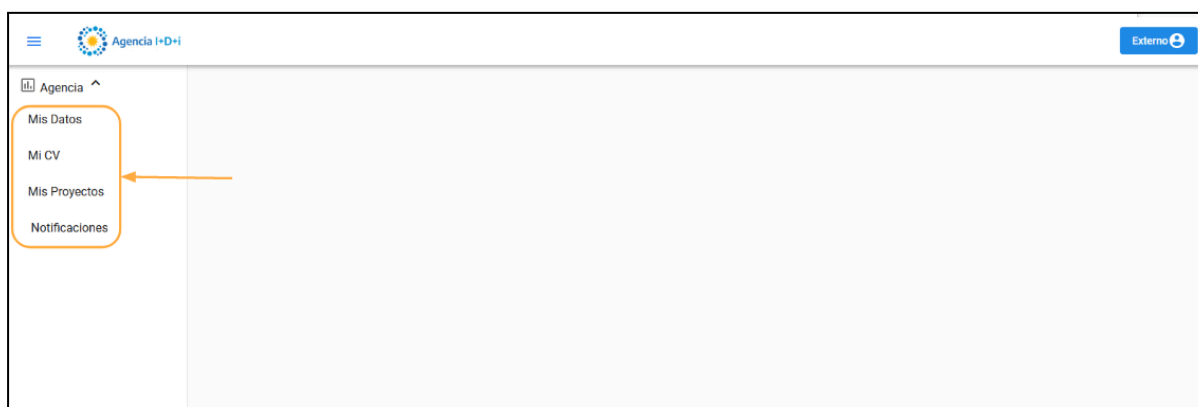 Agencia I+D+i
Externo
Agencia
Mis Datos
Mi CV
Mis Proyectos
Notificaciones